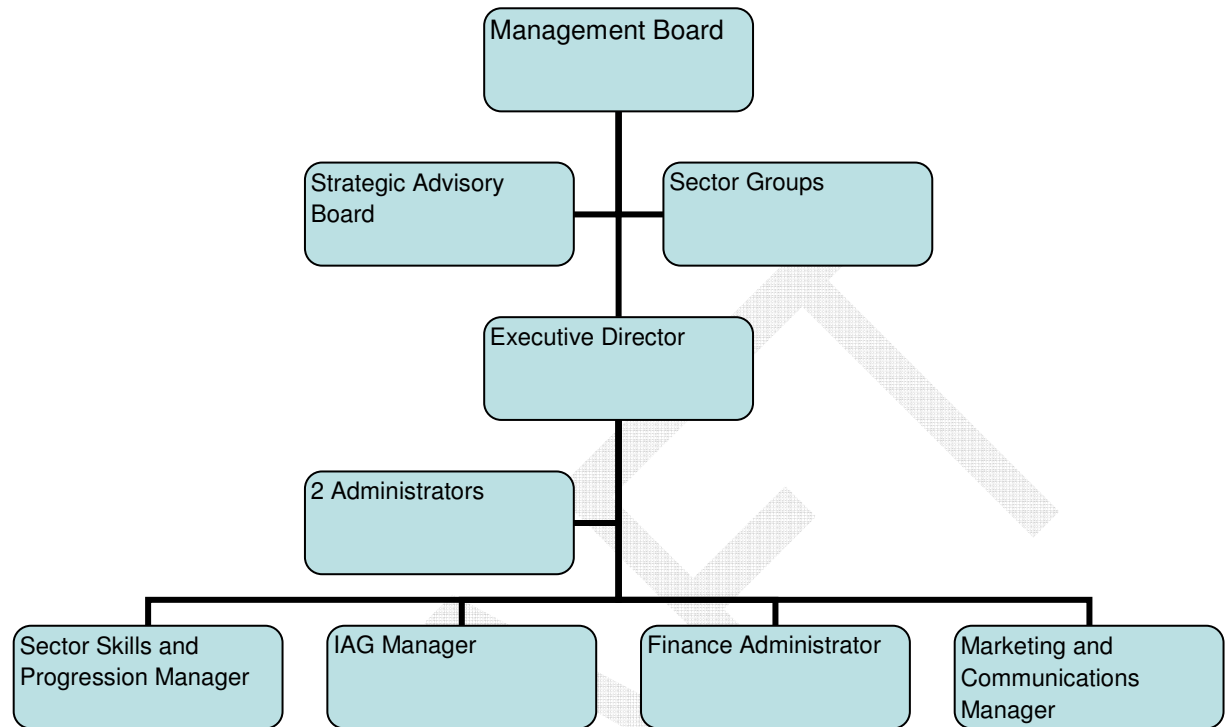 Management Board
Strategic Advisory
Board
Sector Groups
Executive Director
2 Administrators
Sector Skills and
Progression Manager
IAG Manager
Finance Administrator
Marketing and
Communications
Manager